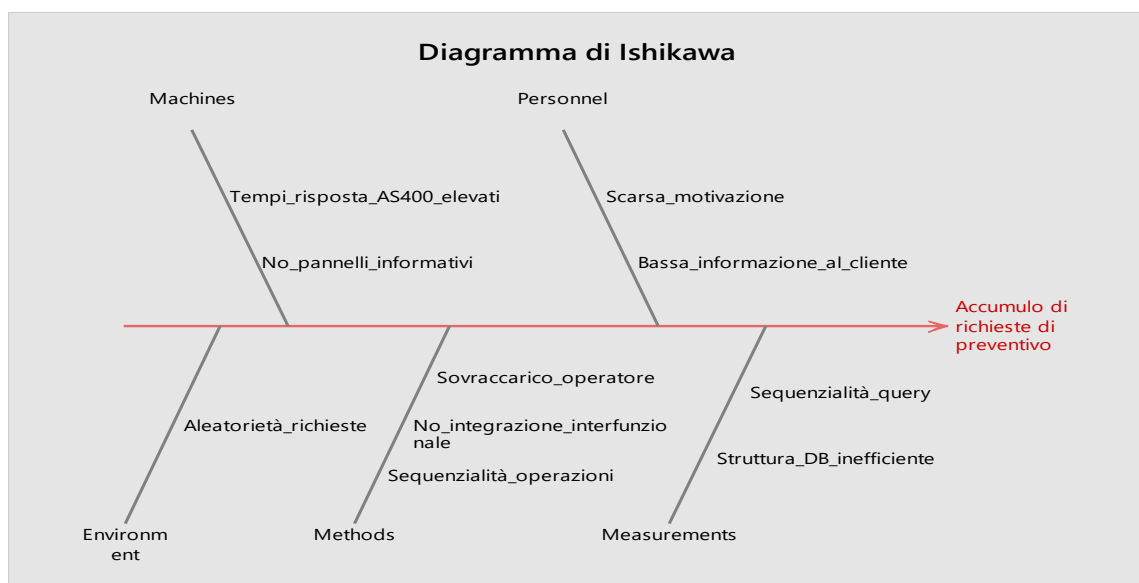 Diagramma di Ishikawa
Machines
Personnel
Tempi_risposta_AS400_elevati
Scarsa_motivazione
No_pannelli_informativi
Bassa_informazione_al_cliente
Accumulo di
richieste di
preventivo
Sovraccarico_operatore
Sequenzialità_query
Aleatorietà_richieste
No_integrazione_interfunzio
nale
Struttura_DB_inefficiente
Sequenzialità_operazioni
Environm
ent
Methods
Measurements